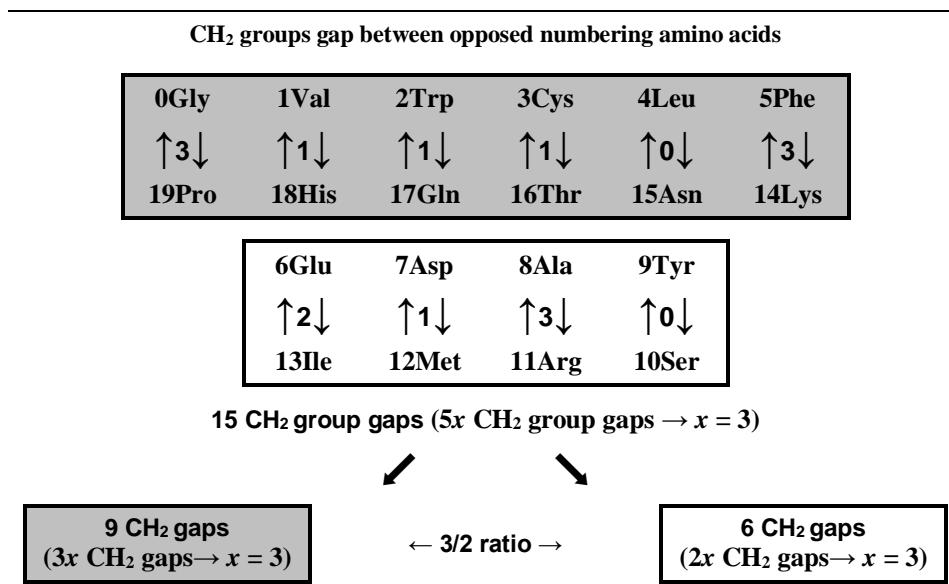 CH₂ groups gap between opposed numbering amino acids
0Gly 1Val 2Trp 3Cys 4Leu 5Phe
↑3↓ ↑1↓ ↑1↓ ↑1↓ ↑0↓ ↑3↓
19Pro 18His 17Gln 16Thr 15Asn 14Lys
6Glu 7Asp 8Ala 9Tyr
↑2↓ ↑1↓ ↑3↓ ↑0↓
13Ile 12Met 11Arg 10Ser
15 CH₂ group gaps (5x CH₂ group gaps → x = 3)
9 CH₂ gaps
(3x CH₂ gaps→ x = 3)
← 3/2 ratio →
6 CH₂ gaps
(2x CH₂ gaps→ x = 3)